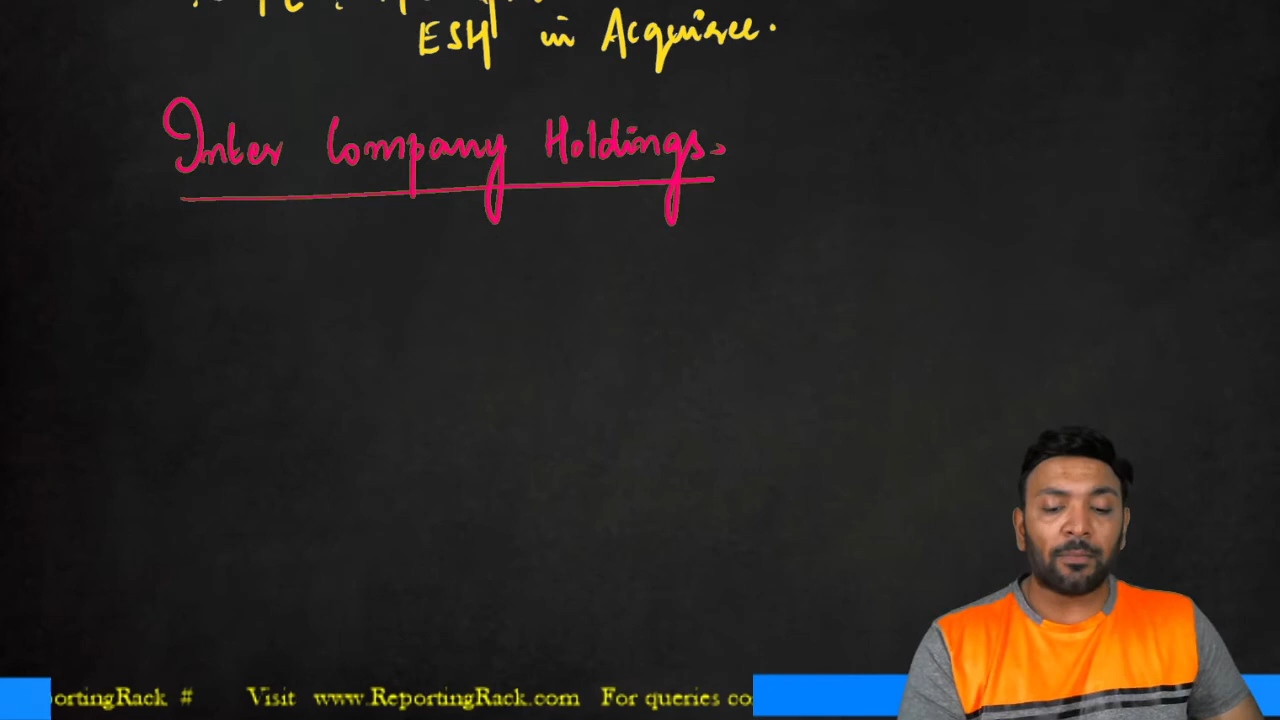 ESH in Acquiree.
Inter Company Holdings.
ortingRack # Visit www.ReportingRack.com For queries co